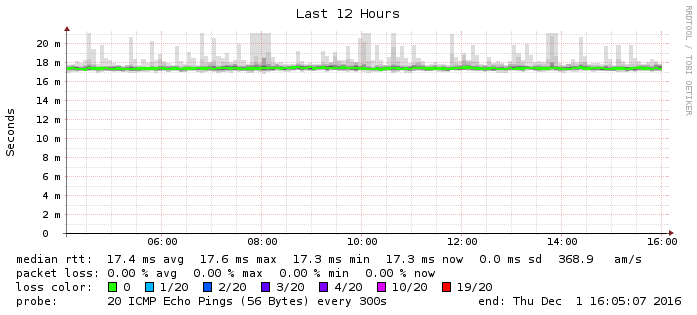 Last 12 Hours
RRDTOOL / TOBI OETIKER
Seconds
20 m
18 m
16 m
14 m
12 m
10 m
8 m
6 m
4 m
2 m
0
06:00 08:00 10:00 12:00 14:00 16:00
median rtt: 17.4 ms avg 17.6 ms max 17.3 ms min 17.3 ms now 0.0 ms sd 368.9 am/s
packet loss: 0.00 % avg 0.00 % max 0.00 % min 0.00 % now
loss color: 0 1/20 2/20 3/20 4/20 10/20 19/20
probe: 20 ICMP Echo Pings (56 Bytes) every 300s end: Thu Dec 1 16:05:07 2016